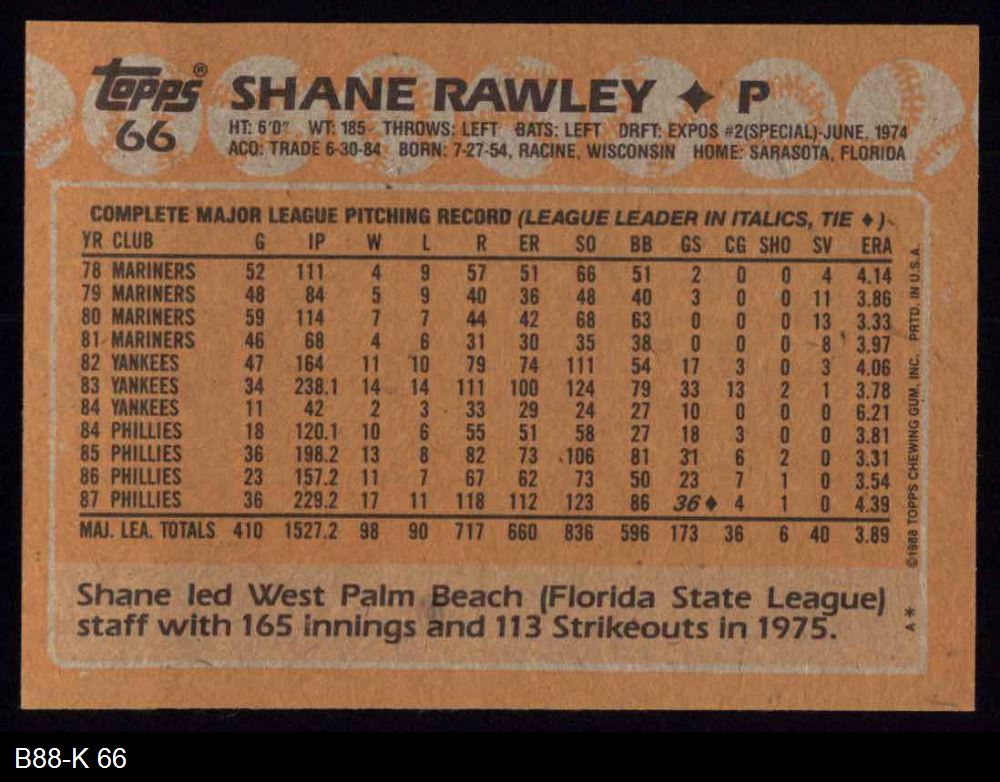 topps® SHANE RAWLEY ♦ P
66
HT: 6'0" WT: 185 THROWS: LEFT BATS: LEFT DRFT: EXPOS #2(SPECIAL)-JUNE, 1974
ACQ: TRADE 6-30-84 BORN: 7-27-54, RACINE, WISCONSIN HOME: SARASOTA, FLORIDA
COMPLETE MAJOR LEAGUE PITCHING RECORD (LEAGUE LEADER IN ITALICS, TIE ♦)
YR CLUB G IP W L R ER SO BB GS CG SHO SV ERA
78 MARINERS 52 111 4 9 57 51 66 51 2 0 0 4 4.14
79 MARINERS 48 84 5 9 40 36 48 40 3 0 0 11 3.86
80 MARINERS 59 114 7 7 44 42 68 63 0 0 0 13 3.33
81 MARINERS 46 68 4 6 31 30 35 38 0 0 0 8 3.97
82 YANKEES 47 164 11 10 79 74 111 54 17 3 0 3 4.06
83 YANKEES 34 238.1 14 14 111 100 124 79 33 13 2 1 3.78
84 YANKEES 11 42 2 3 33 29 24 27 10 0 0 0 6.21
84 PHILLIES 18 120.1 10 6 55 51 58 27 18 3 0 0 3.81
85 PHILLIES 36 198.2 13 8 82 73 106 81 31 6 2 0 3.31
86 PHILLIES 23 157.2 11 7 67 62 73 50 23 7 1 0 3.54
87 PHILLIES 36 229.2 17 11 118 112 123 86 36♦ 4 1 0 4.39
MAJ. LEA. TOTALS 410 1527.2 98 90 717 660 836 596 173 36 6 40 3.89
Shane led West Palm Beach (Florida State League)
staff with 165 innings and 113 Strikeouts in 1975.
©1988 TOPPS CHEWING GUM, INC. PRTD. IN U.S.A.
A*
B88-K 66